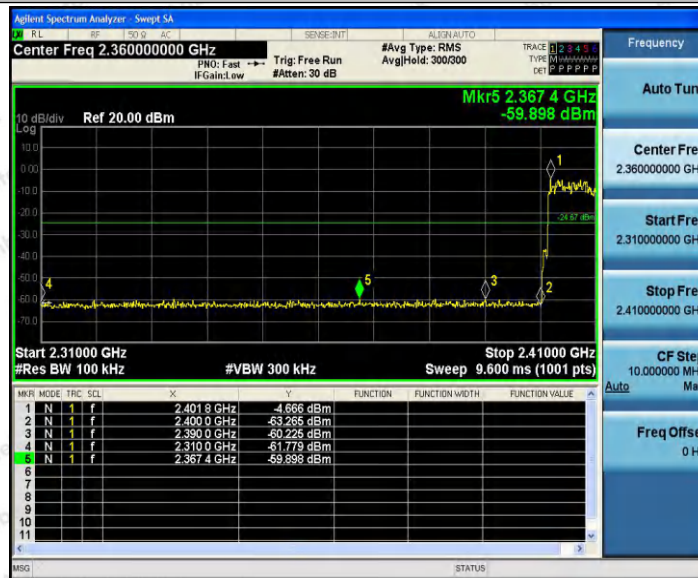 Agilent Spectrum Analyzer - Swept SA
RL RF 50 Ω AC SENSE:INT ALIGN AUTO
Center Freq 2.360000000 GHz
PNO: Fast
IFGain:Low
Trig: Free Run
#Atten: 30 dB
#Avg Type: RMS
Avg|Hold: 300/300
TRACE 1 2 3 4 5 6
TYPE M
DET P P P P P P
Mkr5 2.367 4 GHz
-59.898 dBm
10 dB/div Ref 20.00 dBm
Log
10.0
0.00
-10.0
-20.0
-24.67 dBm
-30.0
-40.0
-50.0
-60.0
-70.0
1
2
3
4
5
Start 2.31000 GHz Stop 2.41000 GHz
#Res BW 100 kHz #VBW 300 kHz Sweep 9.600 ms (1001 pts)
MKR MODE TRC SCL X Y FUNCTION FUNCTION WIDTH FUNCTION VALUE
1 N 1 f 2.401 8 GHz -4.666 dBm
2 N 1 f 2.400 0 GHz -63.265 dBm
3 N 1 f 2.390 0 GHz -60.225 dBm
4 N 1 f 2.310 0 GHz -61.779 dBm
5 N 1 f 2.367 4 GHz -59.898 dBm
6
7
8
9
10
11
MSG STATUS
Frequency
Auto Tun
Center Fre
2.360000000 GH
Start Fre
2.310000000 GH
Stop Fre
2.410000000 GH
CF Ste
10.000000 MH
Auto Ma
Freq Offse
0 H